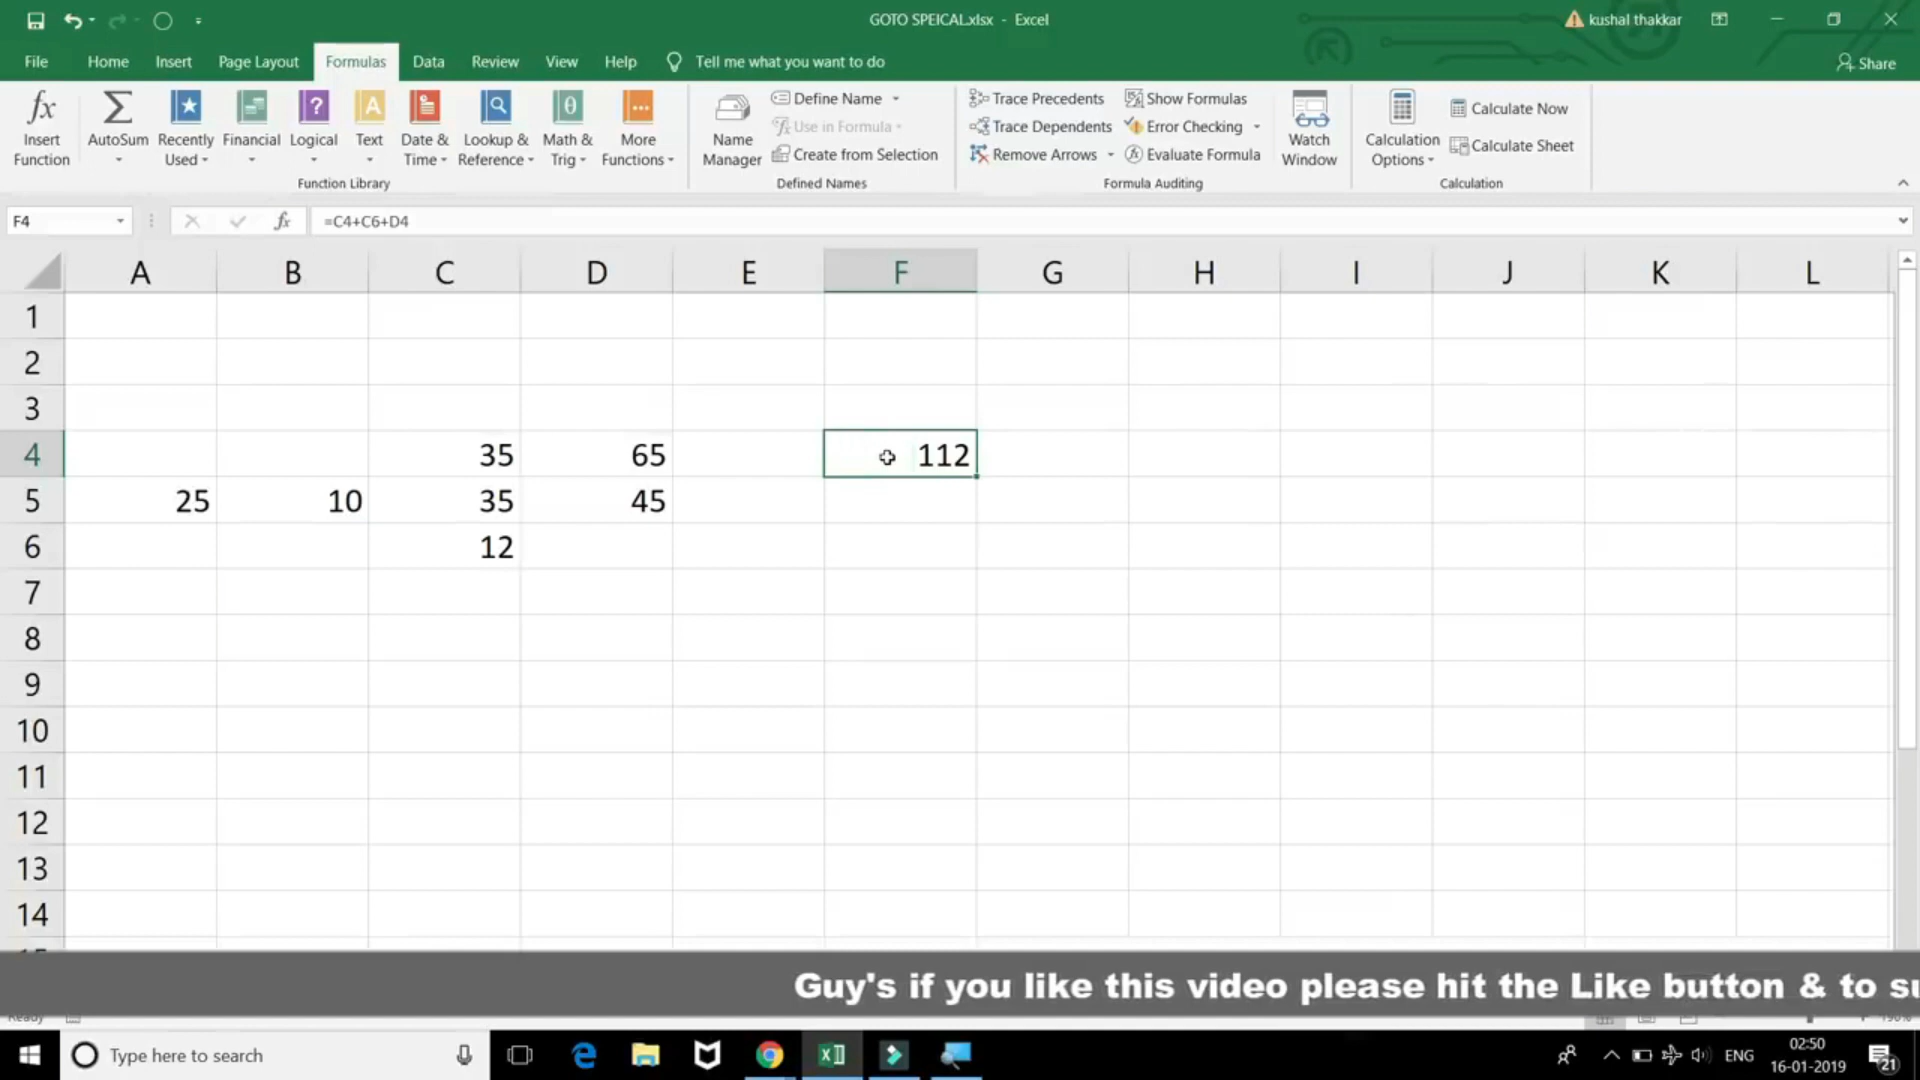 GOTO SPEICAL.xlsx - Excel
kushal thakkar
File Home Insert Page Layout Formulas Data Review View Help Tell me what you want to do
Share
Insert Function
AutoSum
Recently Used
Financial
Logical
Text
Date & Time
Lookup & Reference
Math & Trig
More Functions
Function Library
Name Manager
Define Name
Use in Formula
Create from Selection
Defined Names
Trace Precedents
Trace Dependents
Remove Arrows
Show Formulas
Error Checking
Evaluate Formula
Formula Auditing
Watch Window
Calculation Options
Calculate Now
Calculate Sheet
Calculation
F4 fx =C4+C6+D4
A B C D E F G H I J K L
1
2
3
4 35 65 112
5 25 10 35 45
6 12
7
8
9
10
11
12
13
14
Guy's if you like this video please hit the Like button & to su
Type here to search
ENG
02:50
16-01-2019
21